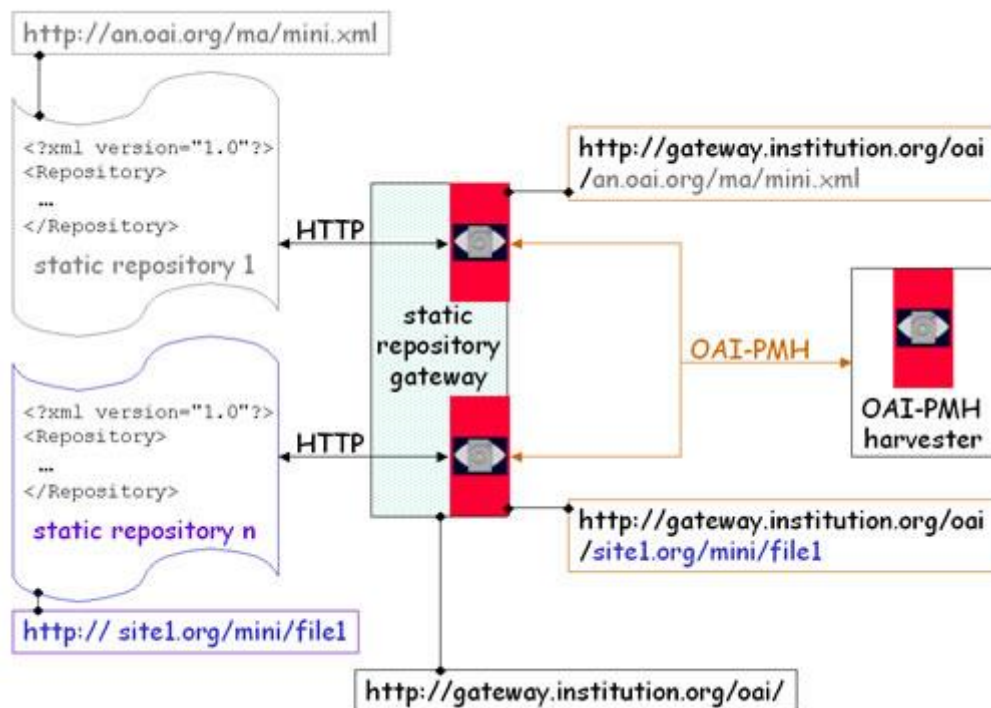 http://an.oai.org/ma/mini.xml
<?xml version="1.0"?>
<Repository>
...
</Repository>
static repository 1
HTTP
static
repository
gateway
http://gateway.institution.org/oai
/an.oai.org/ma/mini.xml
OAI-PMH
OAI-PMH
harvester
<?xml version="1.0"?>
<Repository>
...
</Repository>
static repository n
HTTP
http://gateway.institution.org/oai
/site1.org/mini/file1
http:// site1.org/mini/file1
http://gateway.institution.org/oai/